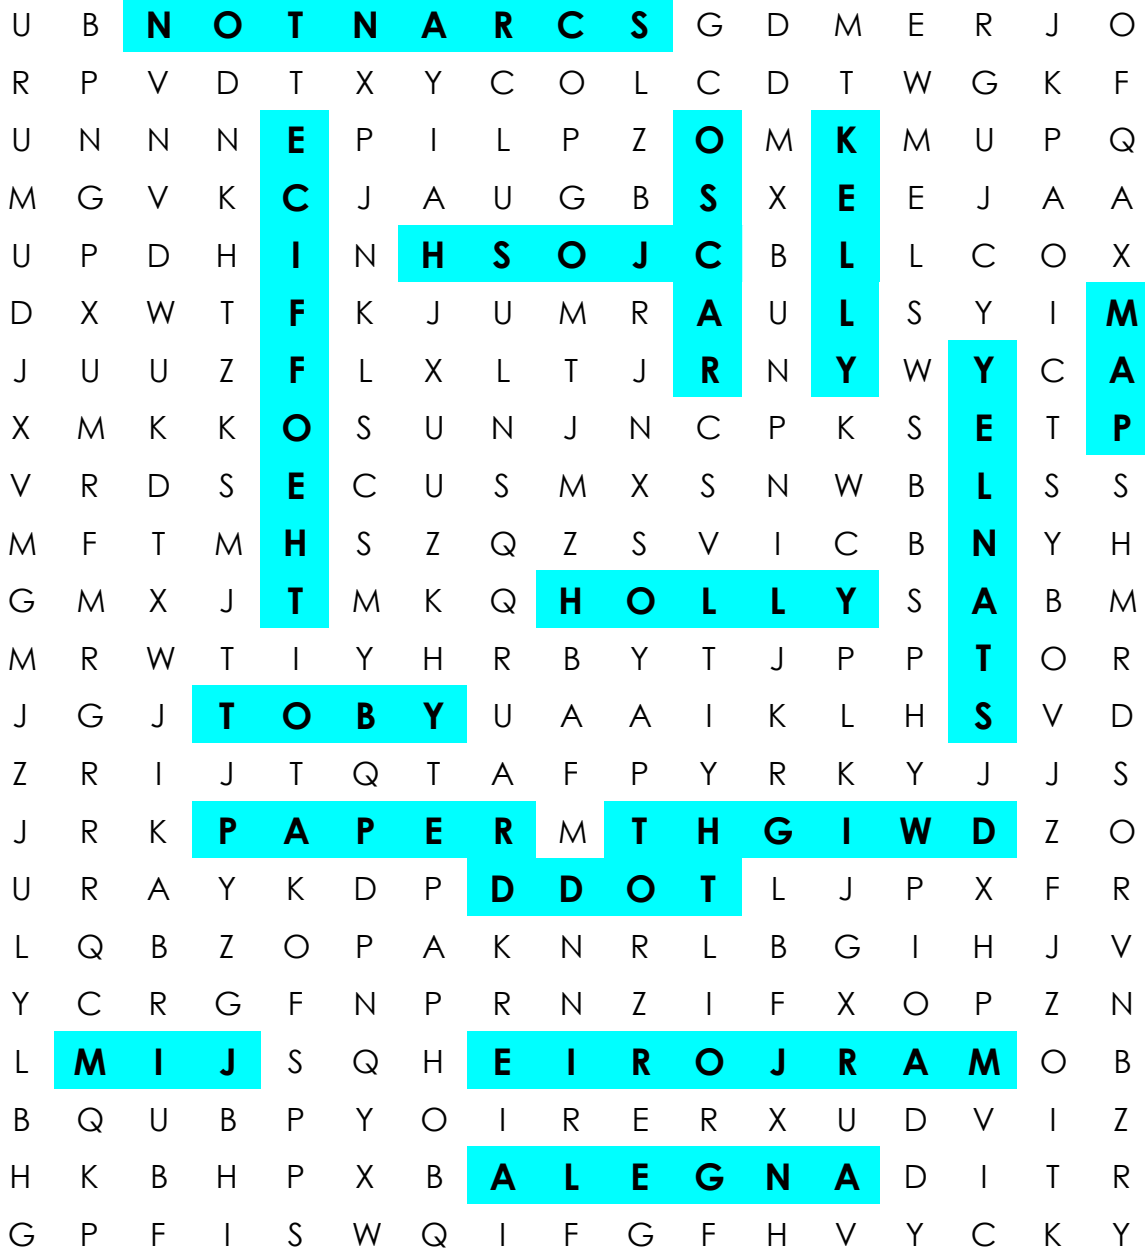 U B N O T N A R C S G D M E R J O
R P V D T X Y C O L C D T W G K F
U N N N E P I L P Z O M K M U P Q
M G V K C J A U G B S X E E J A A
U P D H I N H S O J C B L L C O X
D X W T F K J U M R A U L S Y I M
J U U Z F L X L T J R N Y W Y C A
X M K K O S U N J N C P K S E T P
V R D S E C U S M X S N W B L S S
M F T M H S Z Q Z S V I C B N Y H
G M X J T M K Q H O L L Y S A B M
M R W T I Y H R B Y T J P P T O R
J G J T O B Y U A A I K L H S V D
Z R I J T Q T A F P Y R K Y J J S
J R K P A P E R M T H G I W D Z O
U R A Y K D P D D O T L J P X F R
L Q B Z O P A K N R L B G I H J V
Y C R G F N P R N Z I F X O P Z N
L M I J S Q H E I R O J R A M O B
B Q U B P Y O I R E R X U D V I Z
H K B H P X B A L E G N A D I T R
G P F I S W Q I F G F H V Y C K Y